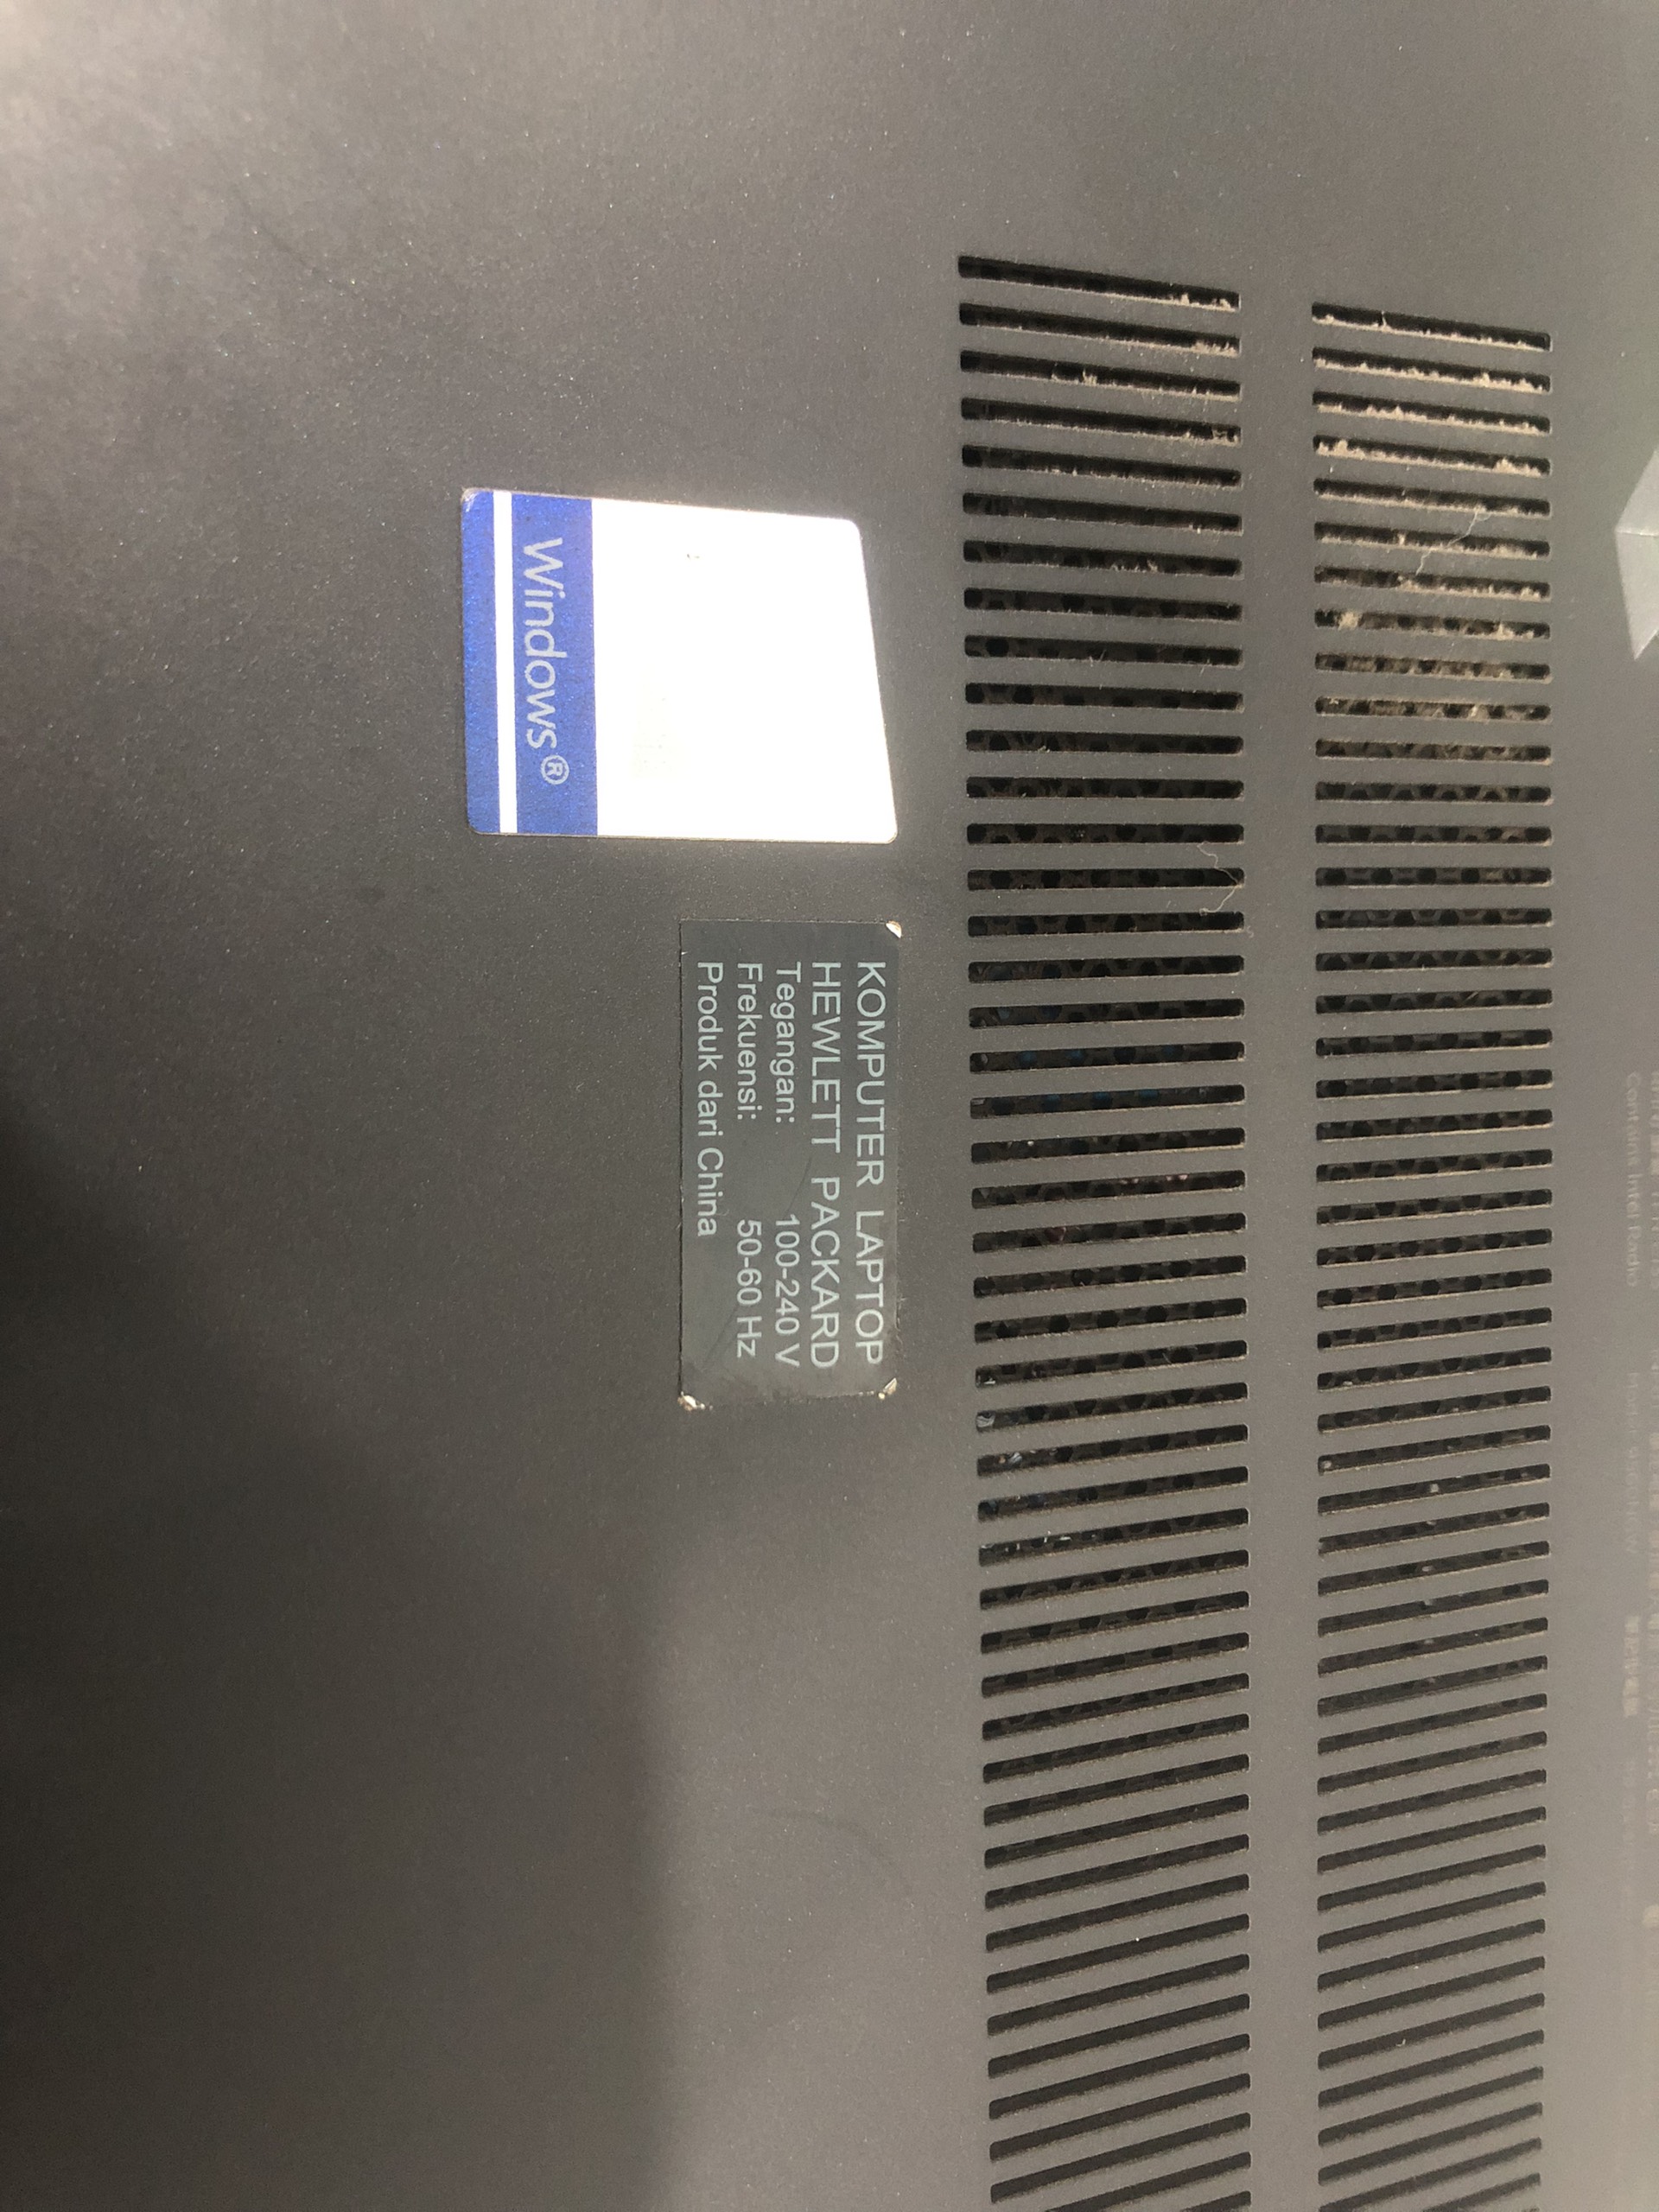 Windows®
KOMPUTER LAPTOP
HEWLETT PACKARD
Tegangan: 100-240 V
Frekuensi: 50-60 Hz
Produk dari China
Contains Intel Radio